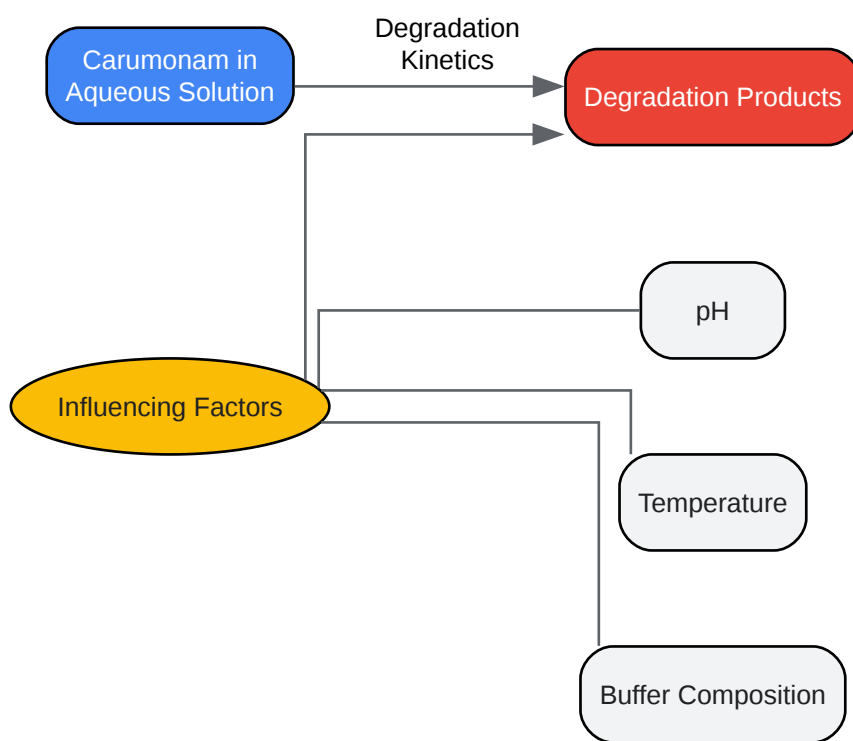 Carumonam in
Aqueous Solution
Degradation
Kinetics
Degradation Products
pH
Influencing Factors
Temperature
Buffer Composition